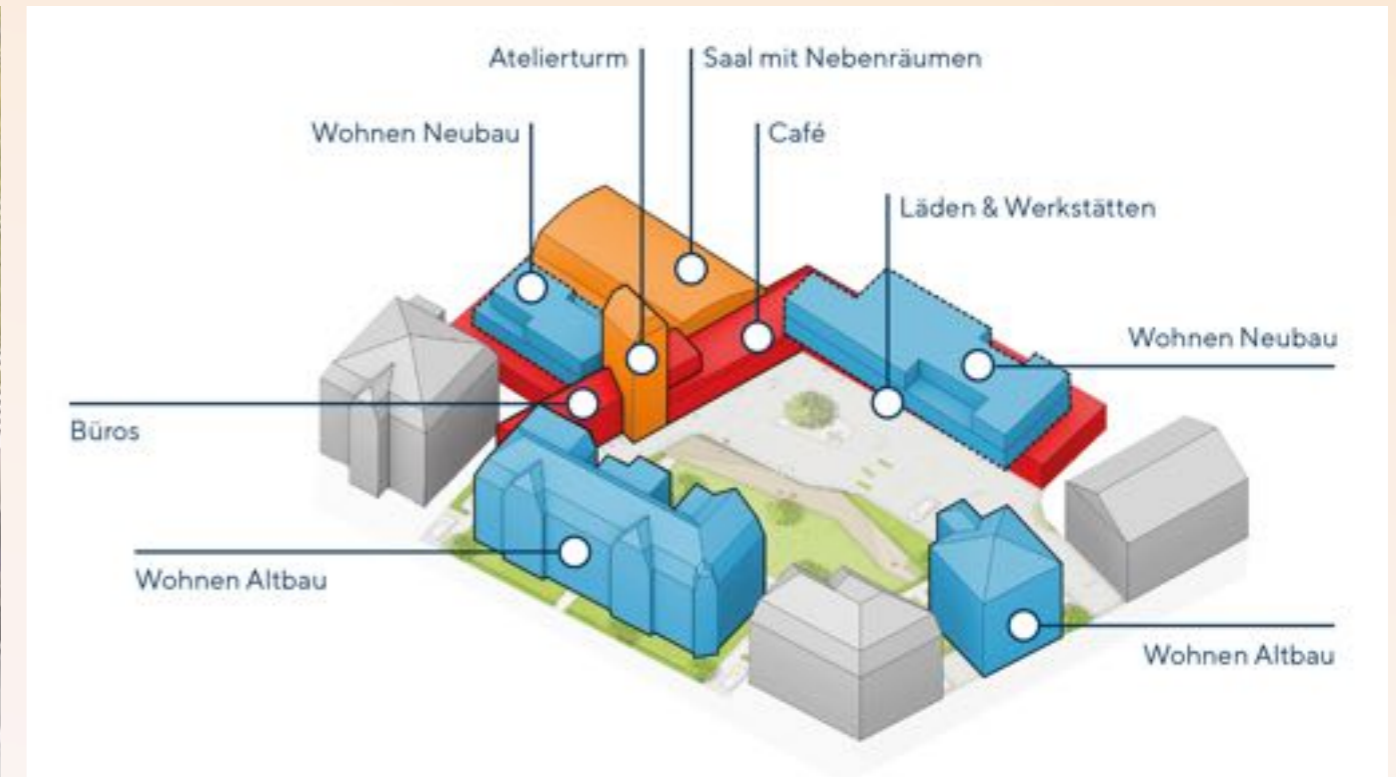 Atelierturm
Saal mit Nebenräumen
Wohnen Neubau
Café
Läden & Werkstätten
Wohnen Neubau
Büros
Wohnen Altbau
Wohnen Altbau